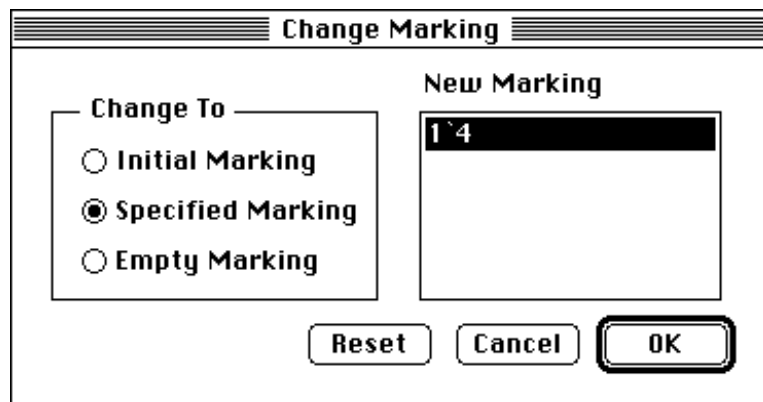 Change Marking
Change To
Initial Marking
Specified Marking
Empty Marking
New Marking
1`4
Reset
Cancel
OK